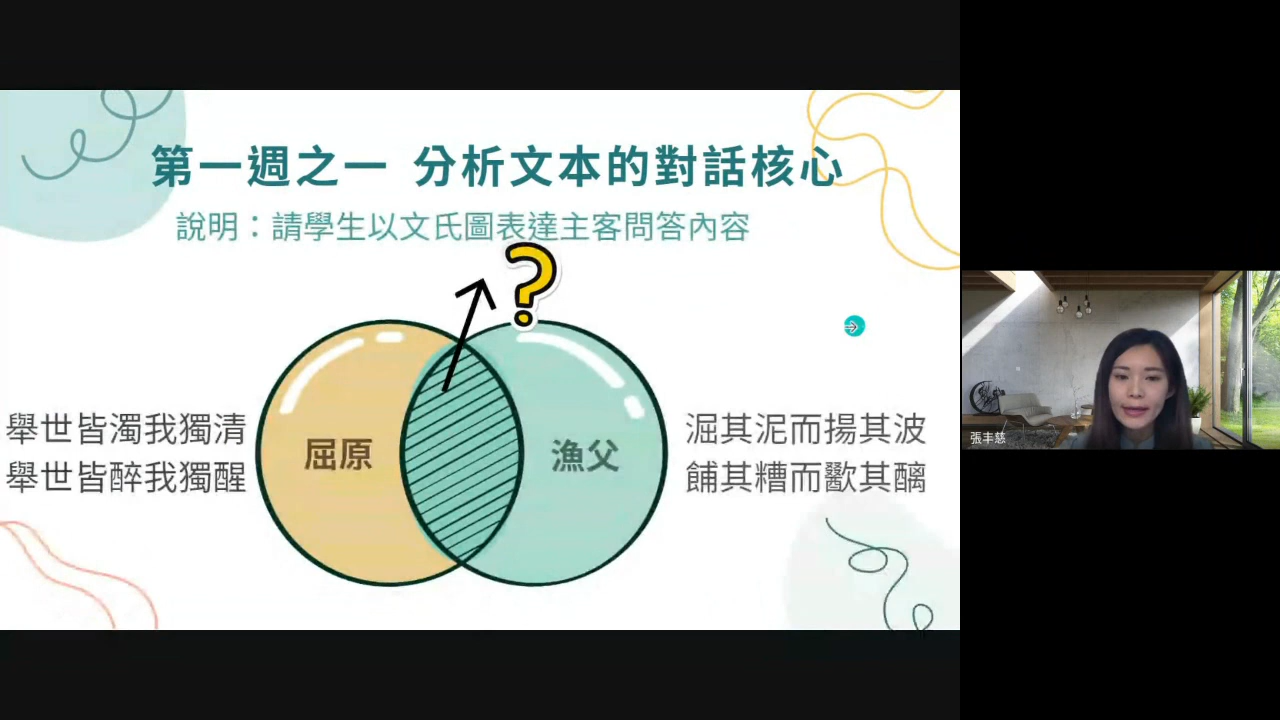 第一週之一 分析文本的對話核心
說明：請學生以文氏圖表達主客問答內容
?
舉世皆濁我獨清
舉世皆醉我獨醒
屈原
漁父
淈其泥而揚其波
餔其糟而歠其釃
張丰慈